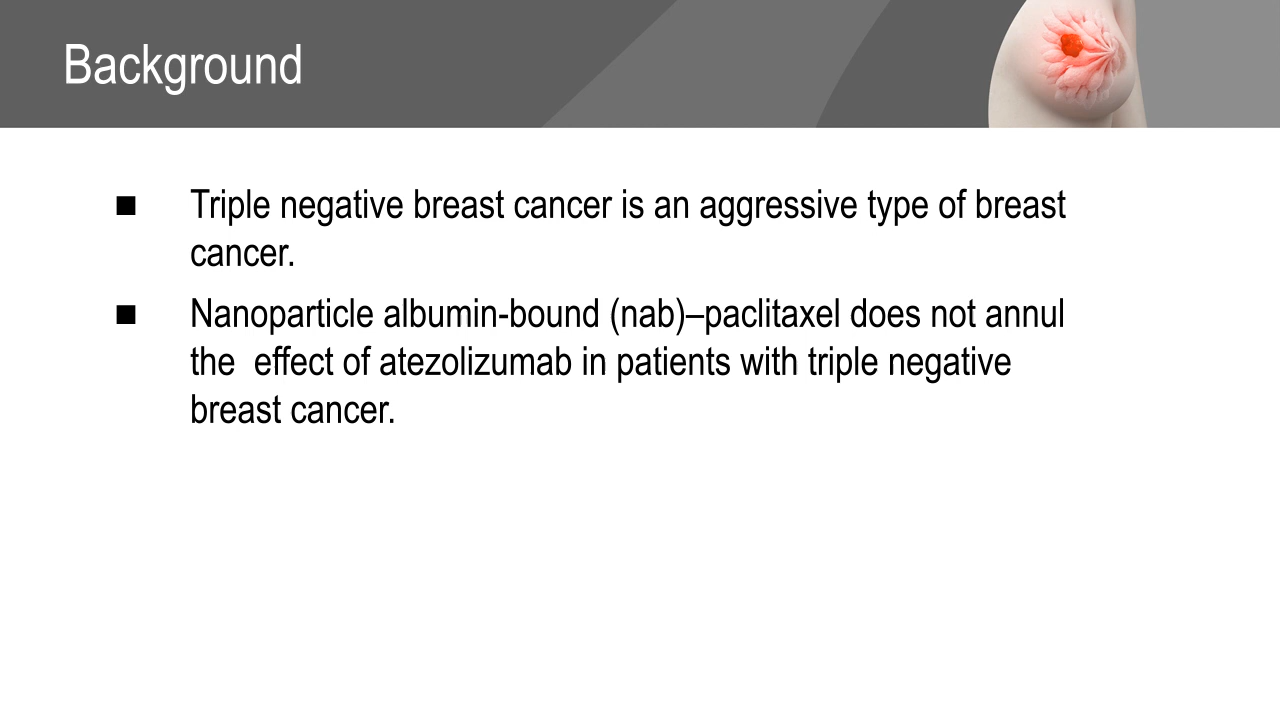 Background
■ Triple negative breast cancer is an aggressive type of breast
cancer.
■ Nanoparticle albumin-bound (nab)–paclitaxel does not annul
the  effect of atezolizumab in patients with triple negative
breast cancer.